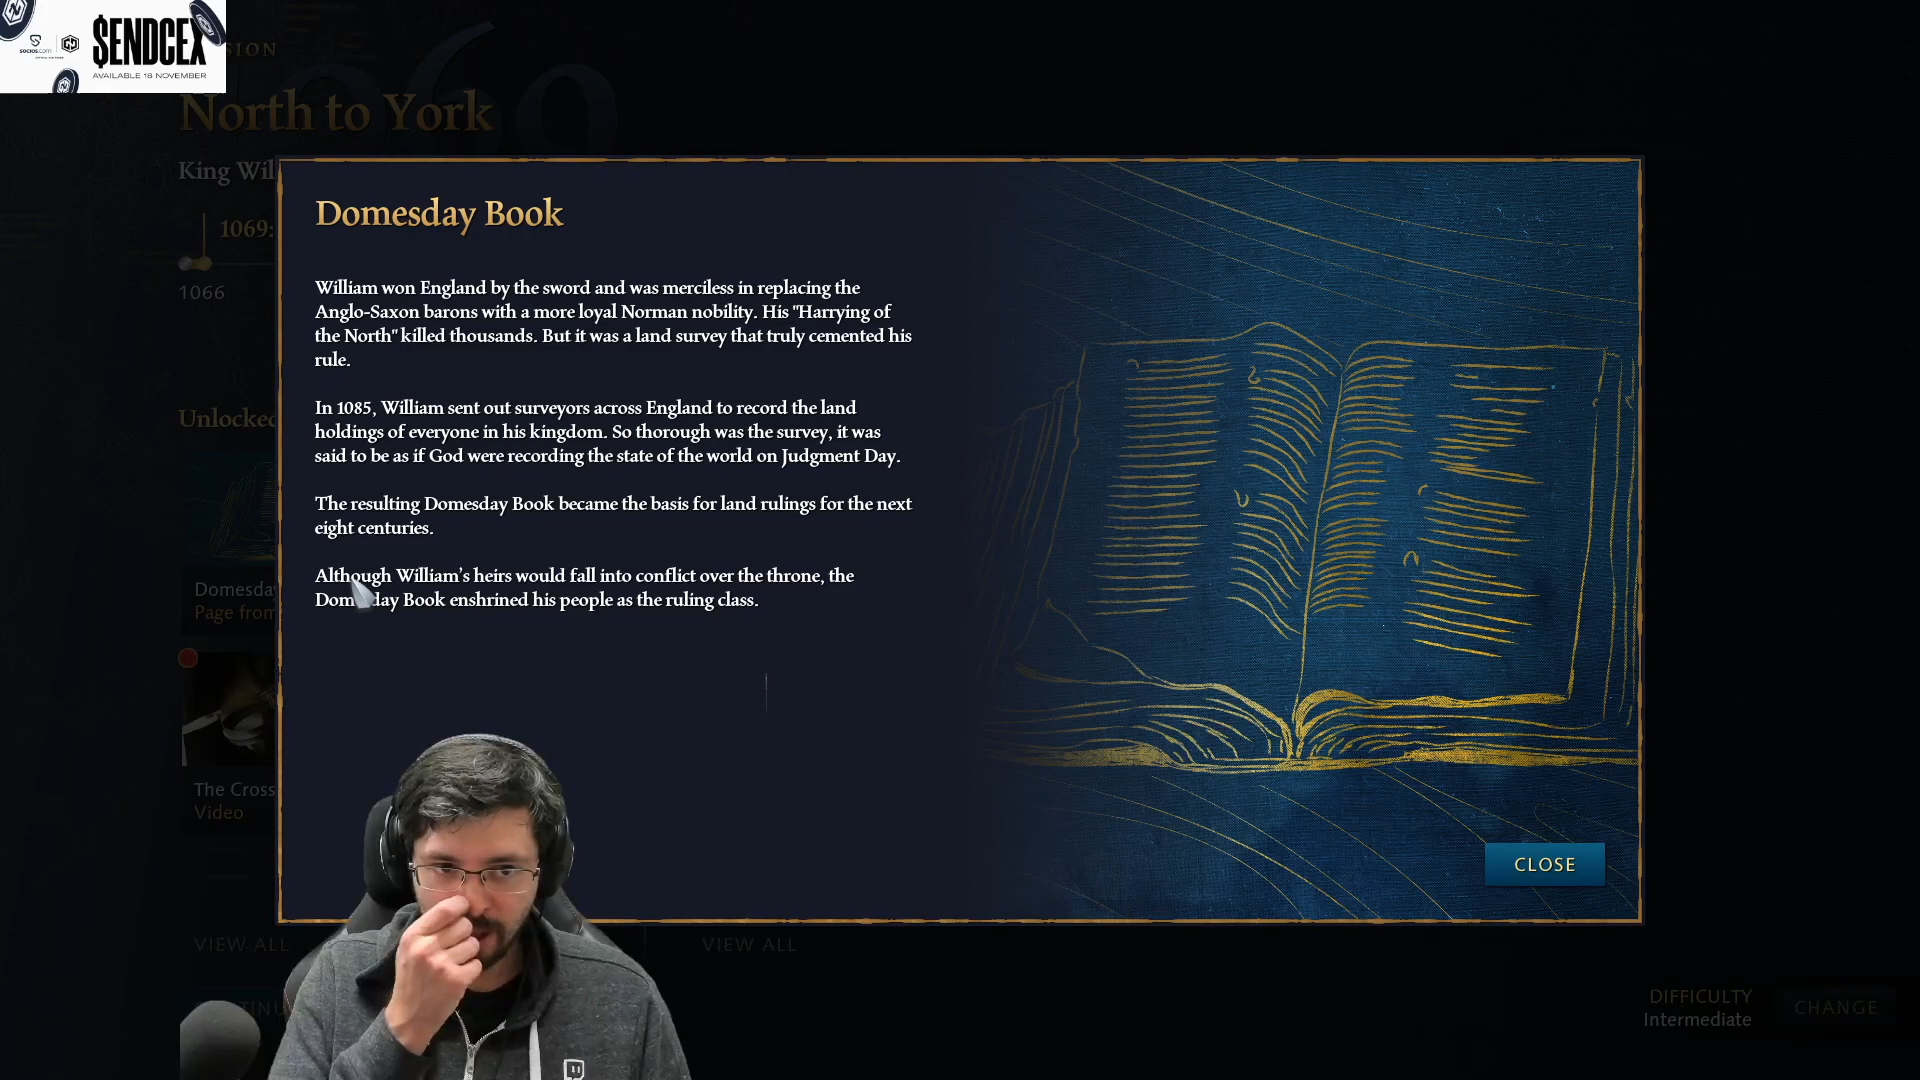 socios.com
$ENDCEX
AVAILABLE 18 NOVEMBER
SION
1069
North to York
King Wil
1069:
1066
Unlocked
Domesday
Page from
The Cross
Video
Domesday Book
William won England by the sword and was merciless in replacing the
Anglo-Saxon barons with a more loyal Norman nobility. His "Harrying of
the North" killed thousands. But it was a land survey that truly cemented his
rule.
In 1085, William sent out surveyors across England to record the land
holdings of everyone in his kingdom. So thorough was the survey, it was
said to be as if God were recording the state of the world on Judgment Day.
The resulting Domesday Book became the basis for land rulings for the next
eight centuries.
Although William's heirs would fall into conflict over the throne, the
Domesday Book enshrined his people as the ruling class.
CLOSE
VIEW ALL
VIEW ALL
TINU
DIFFICULTY
Intermediate
CHANGE